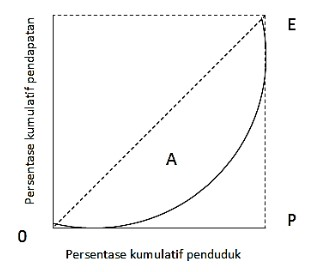 Persentase kumulatif pendapatan
E
A
P
0
Persentase kumulatif penduduk